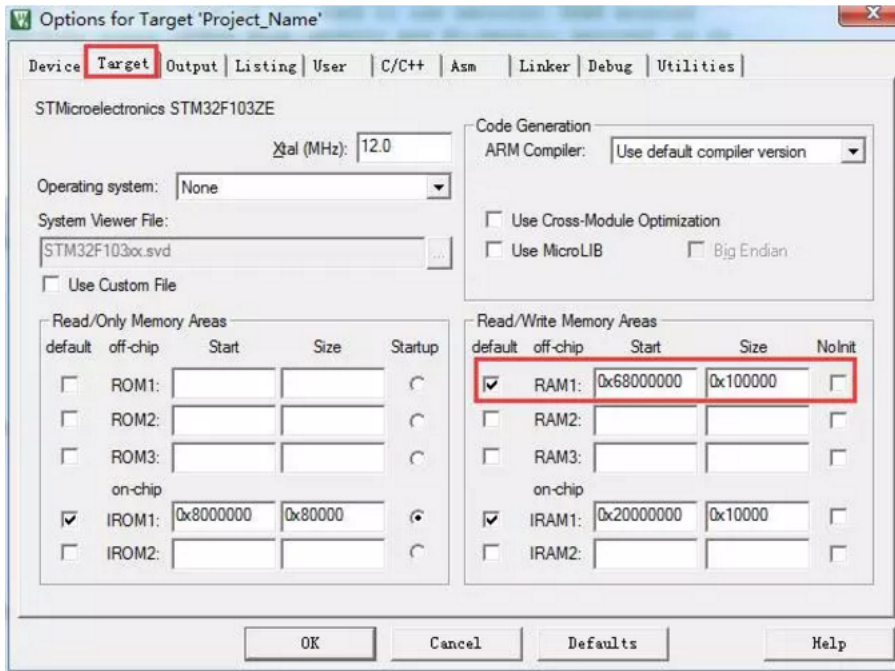 Options for Target 'Project_Name'
Device Target Output Listing User C/C++ Asm Linker Debug Utilities
STMicroelectronics STM32F103ZE
Xtal (MHz): 12.0
Operating system: None
System Viewer File:
STM32F103xx.svd ...
Use Custom File
Code Generation
ARM Compiler: Use default compiler version
Use Cross-Module Optimization
Use MicroLIB Big Endian
Read/Only Memory Areas
default off-chip Start Size Startup
ROM1:
ROM2:
ROM3:
on-chip
IROM1: 0x8000000 0x80000
IROM2:
Read/Write Memory Areas
default off-chip Start Size NoInit
RAM1: 0x68000000 0x100000
RAM2:
RAM3:
on-chip
IRAM1: 0x20000000 0x10000
IRAM2:
OK Cancel Defaults Help